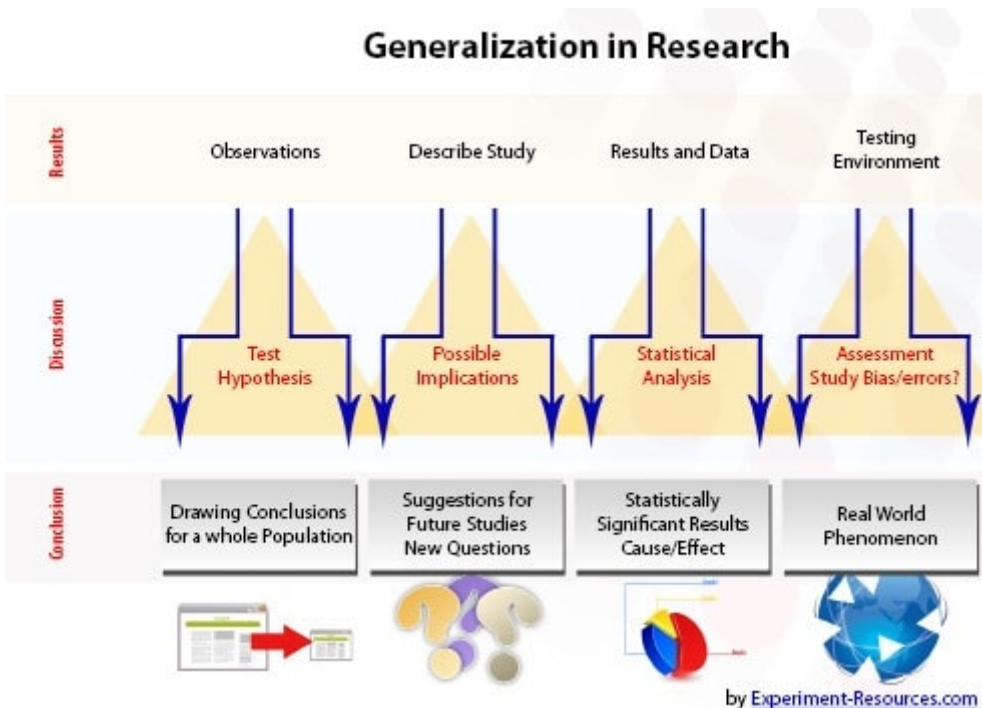 Generalization in Research
Results
Observations
Describe Study
Results and Data
Testing
Environment
Discussion
Test
Hypothesis
Possible
Implications
Statistical
Analysis
Assessment
Study Bias/errors?
Conclusion
Drawing Conclusions
for a whole Population
Suggestions for
Future Studies
New Questions
Statistically
Significant Results
Cause/Effect
Real World
Phenomenon
by Experiment-Resources.com